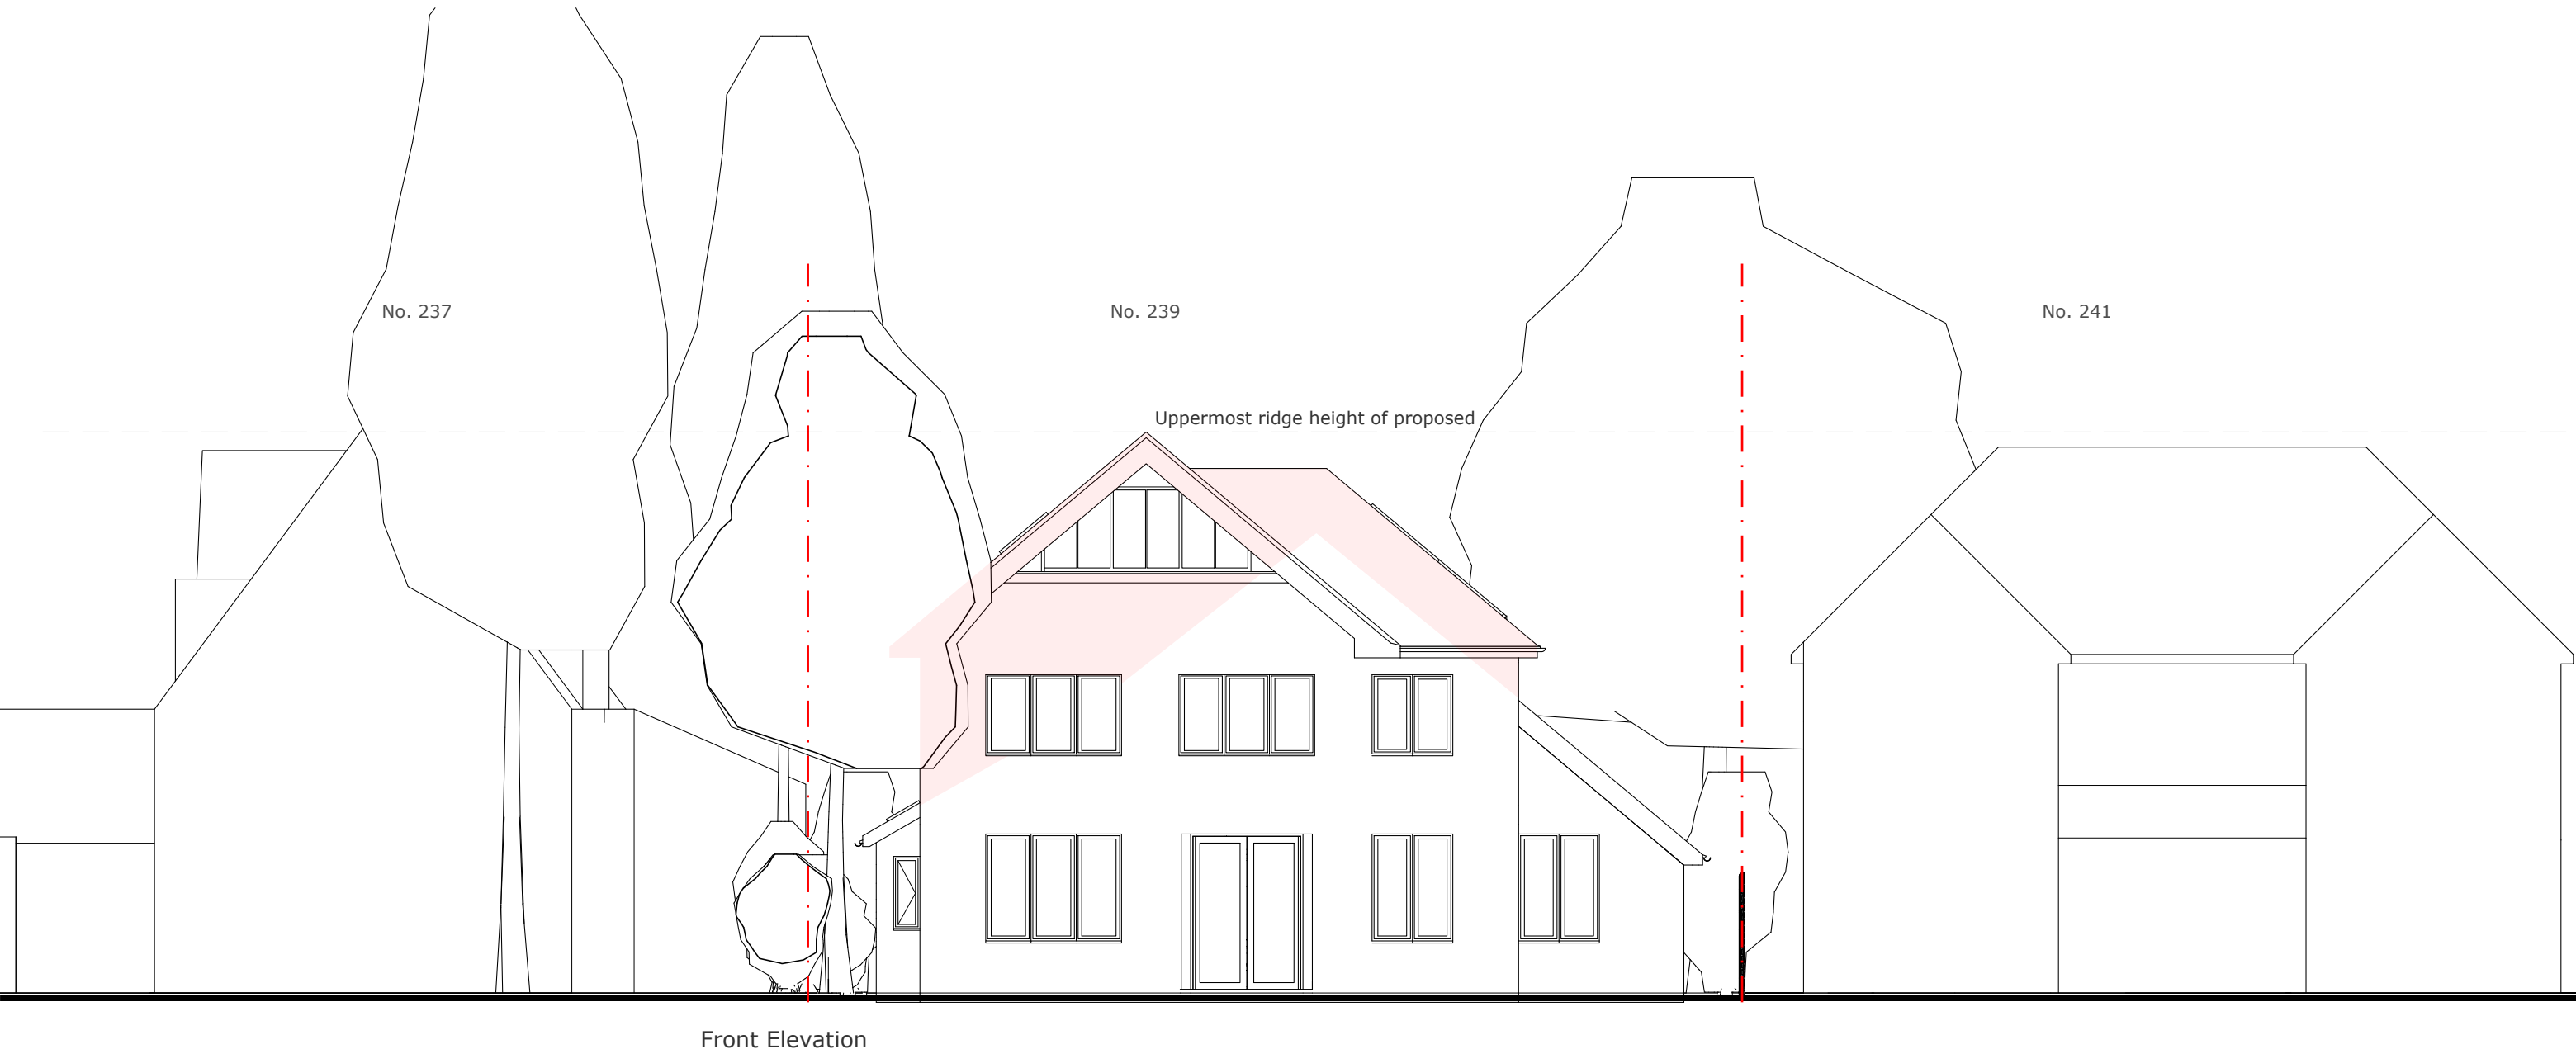 No. 237
No. 239
No. 241
Uppermost ridge height of proposed
Front Elevation